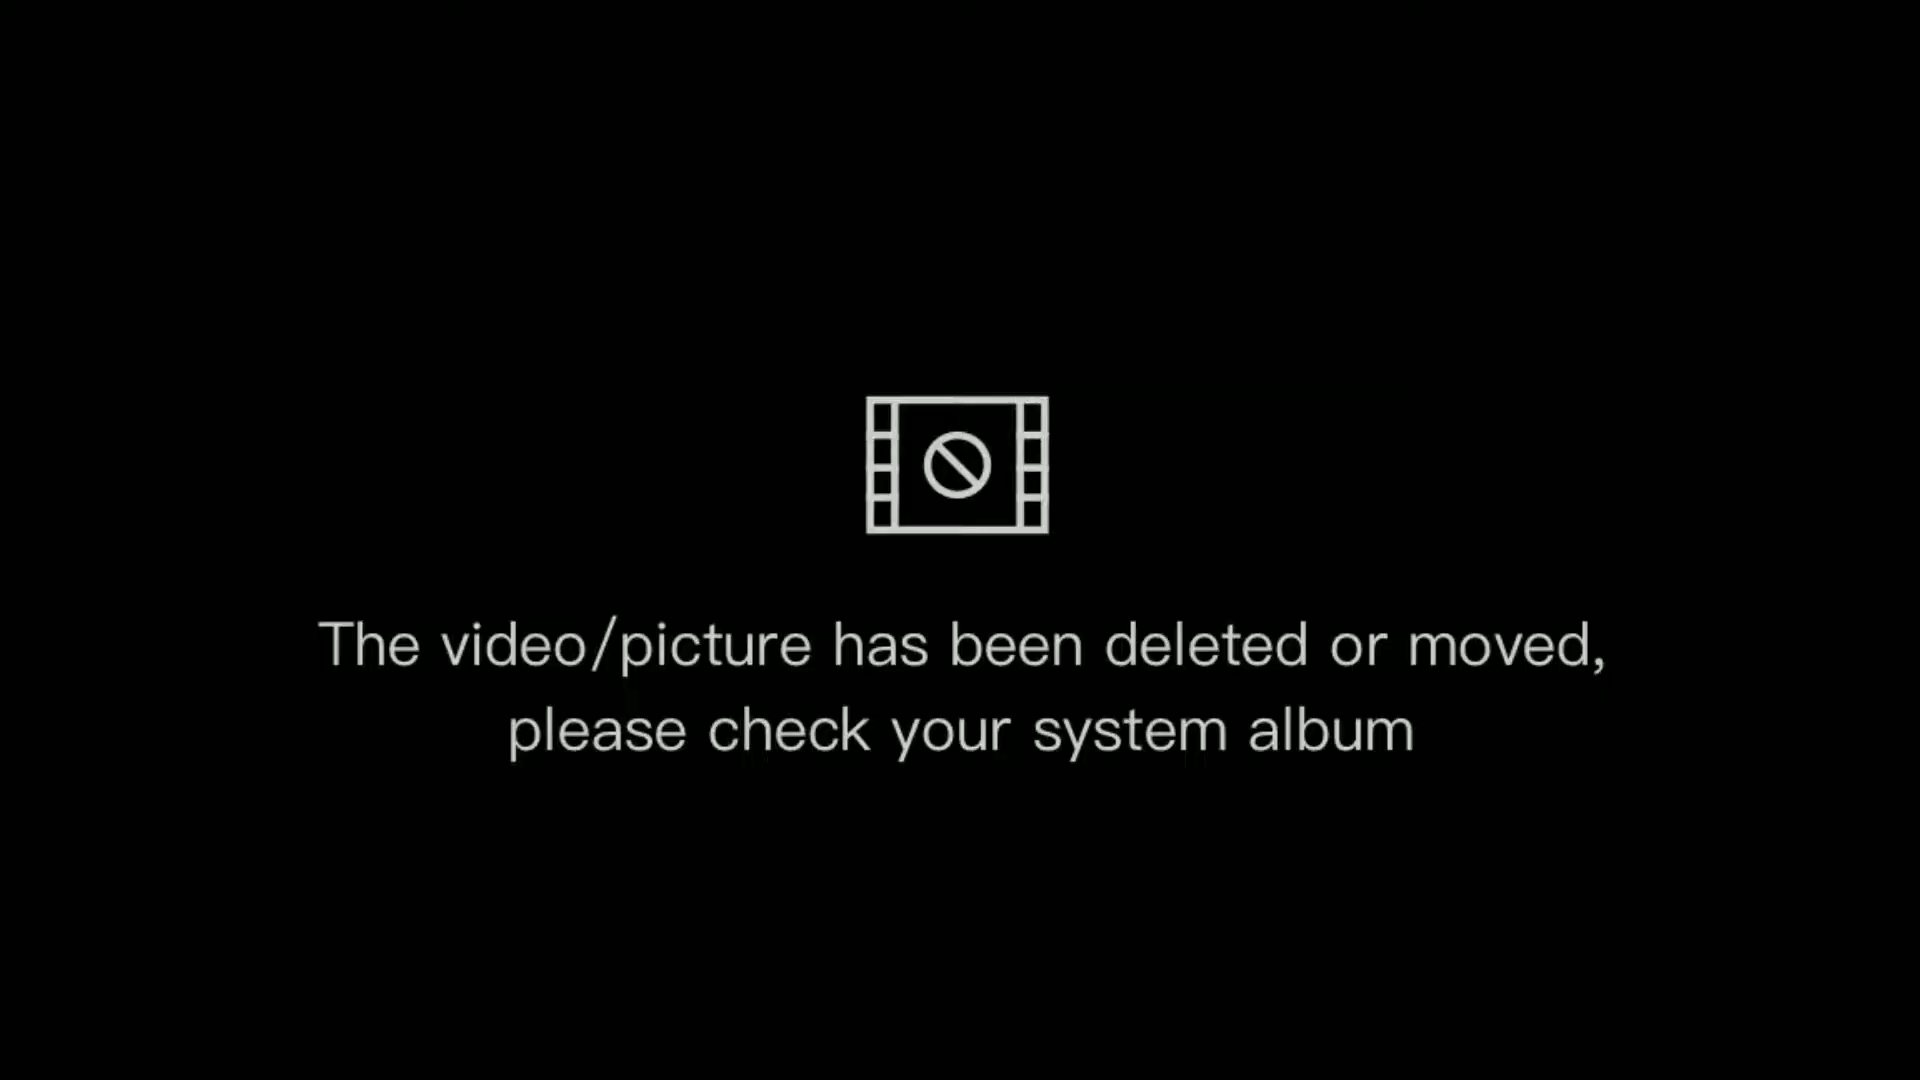 The video/picture has been deleted or moved,
please check your system album